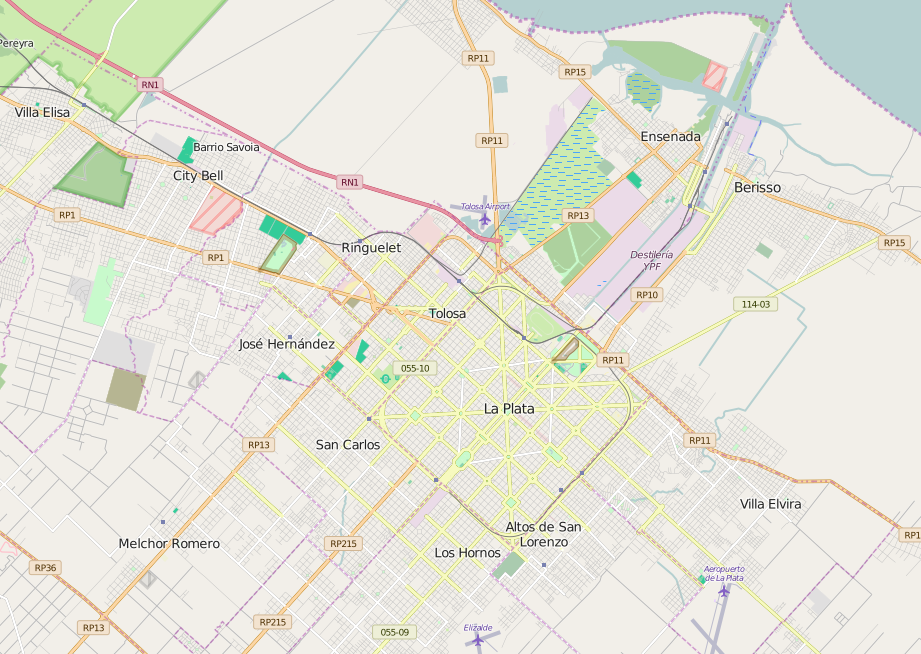 Pereyra
RP11
RP15
RN1
Villa Elisa
Ensenada
RP11
Barrio Savoia
City Bell
RN1
Berisso
Tolosa Airport
RP1
RP13
RP15
Ringuelet
RP1
Destilería
YPF
RP10
114-03
Tolosa
José Hernández
RP11
055-10
La Plata
RP11
San Carlos
RP13
Villa Elvira
Altos de San
Lorenzo
RP1
Melchor Romero
RP215
Los Hornos
RP36
Aeropuerto
de La Plata
RP215
RP13
055-09
Elizalde